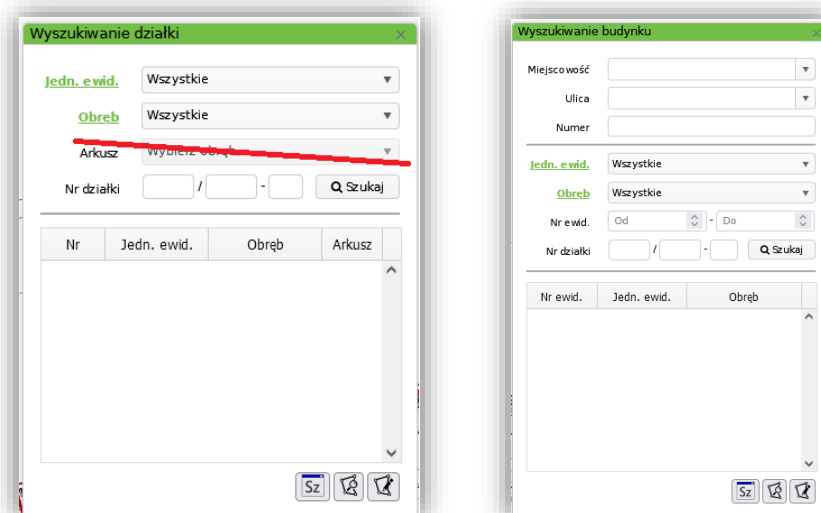 Wyszukiwanie działki
Jedn. ewid. Wszystkie
Obręb Wszystkie
Arkusz Wybierz obręb
Nr działki / - Szukaj
Nr Jedn. ewid. Obręb Arkusz
Sz
Wyszukiwanie budynku
Miejscowość
Ulica
Numer
Jedn. ewid. Wszystkie
Obręb Wszystkie
Nr ewid. Od - Do
Nr działki / - Szukaj
Nr ewid. Jedn. ewid. Obręb
Sz